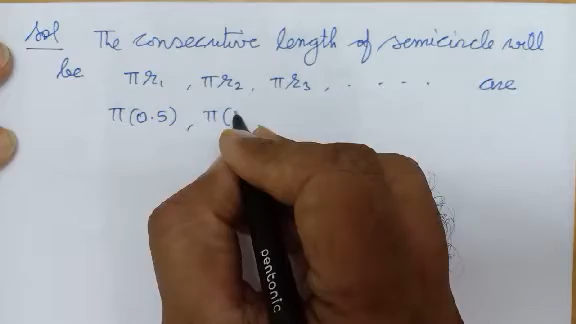 Sol The consecutive length of semicircle will
be πr₁, πr₂, πr₃, ..... are
π(0.5), π(
pentonic